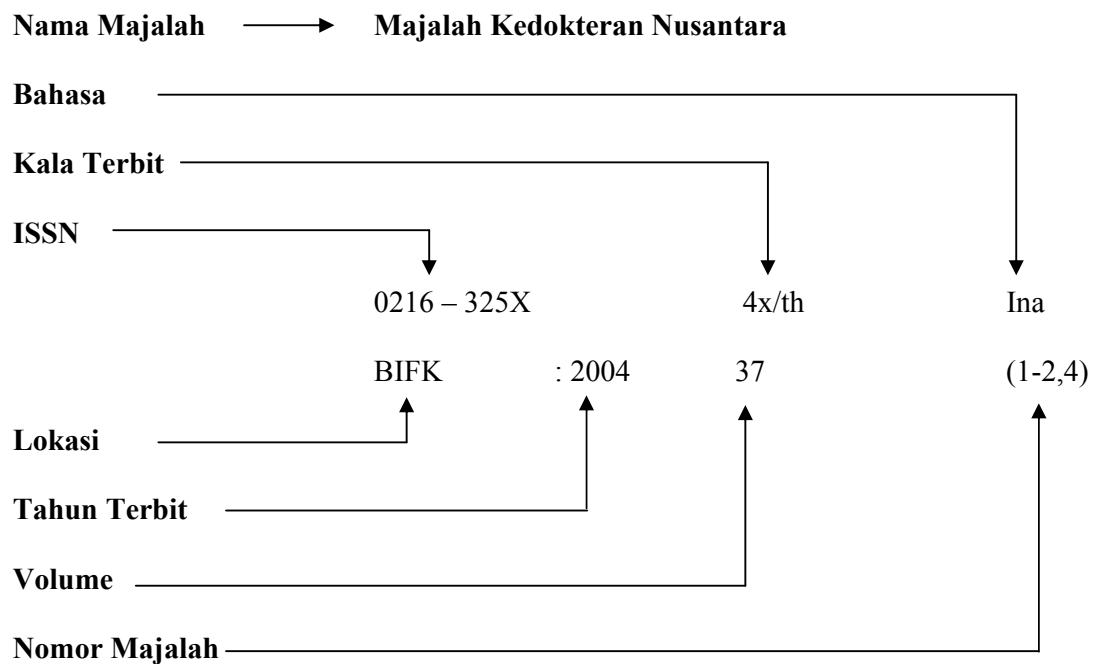 Nama Majalah Majalah Kedokteran Nusantara
Bahasa
Kala Terbit
ISSN
0216 – 325X 4x/th Ina
BIFK : 2004 37 (1-2,4)
Lokasi
Tahun Terbit
Volume
Nomor Majalah